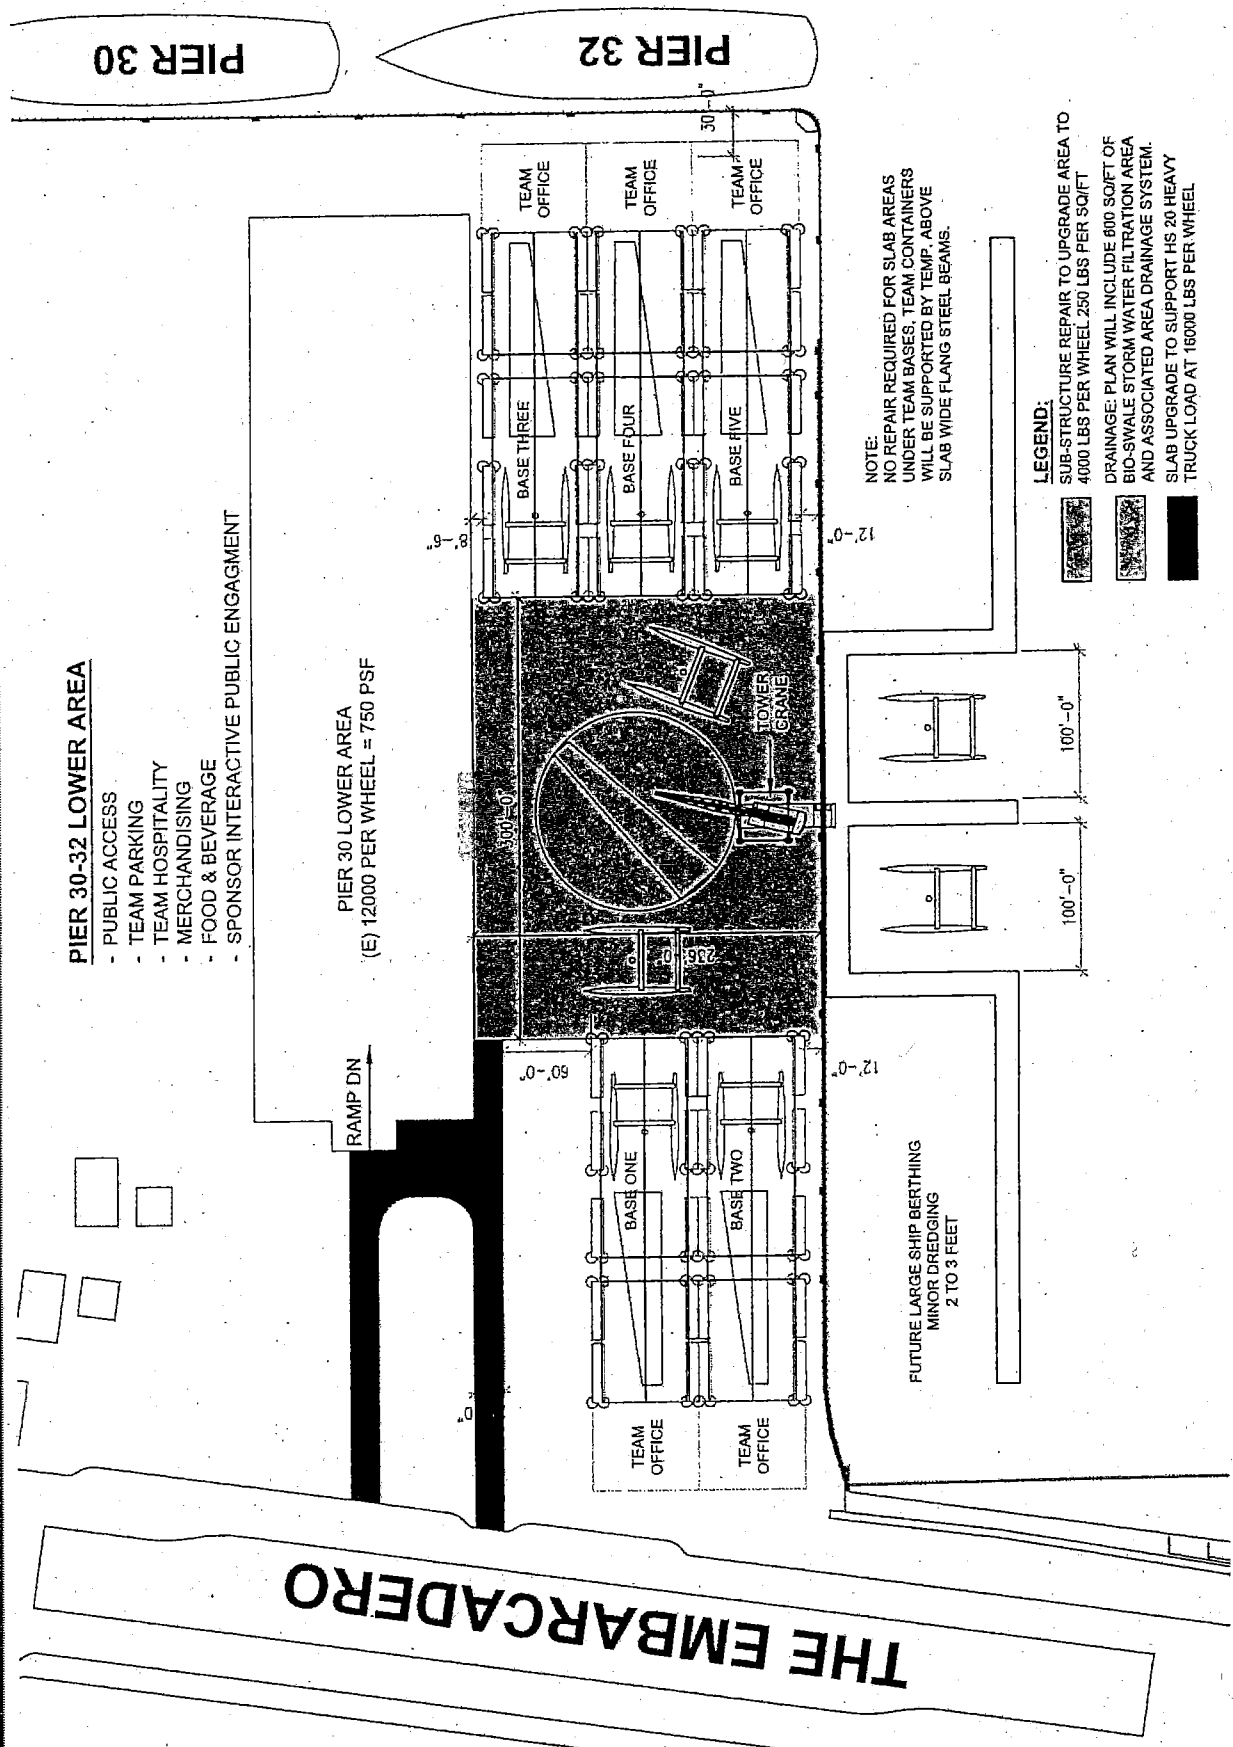 PIER 30
PIER 32
PIER 30-32 LOWER AREA
- PUBLIC ACCESS
- TEAM PARKING
- TEAM HOSPITALITY
- MERCHANDISING
- FOOD & BEVERAGE
- SPONSOR INTERACTIVE PUBLIC ENGAGMENT
PIER 30 LOWER AREA
(E) 12000 PER WHEEL = 750 PSF
RAMP DN
TEAM
OFFICE
TEAM
OFFICE
TEAM
OFFICE
30'-0"
BASE THREE
BASE FOUR
BASE FIVE
8'-6"
12'-0"
TOWER
CRANE
60'-0"
12'-0"
BASE ONE
BASE TWO
TEAM
OFFICE
TEAM
OFFICE
100'-0"
100'-0"
NOTE:
NO REPAIR REQUIRED FOR SLAB AREAS
UNDER TEAM BASES, TEAM CONTAINERS
WILL BE SUPPORTED BY TEMP. ABOVE
SLAB WIDE FLANG STEEL BEAMS.
FUTURE LARGE SHIP BERTHING
MINOR DREDGING
2 TO 3 FEET
LEGEND:
SUB-STRUCTURE REPAIR TO UPGRADE AREA TO
4000 LBS PER WHEEL 250 LBS PER SQ/FT
DRAINAGE: PLAN WILL INCLUDE 600 SQ/FT OF
BIO-SWALE STORM WATER FILTRATION AREA
AND ASSOCIATED AREA DRAINAGE SYSTEM.
SLAB UPGRADE TO SUPPORT HS 20 HEAVY
TRUCK LOAD AT 16000 LBS PER WHEEL
THE EMBARCADERO